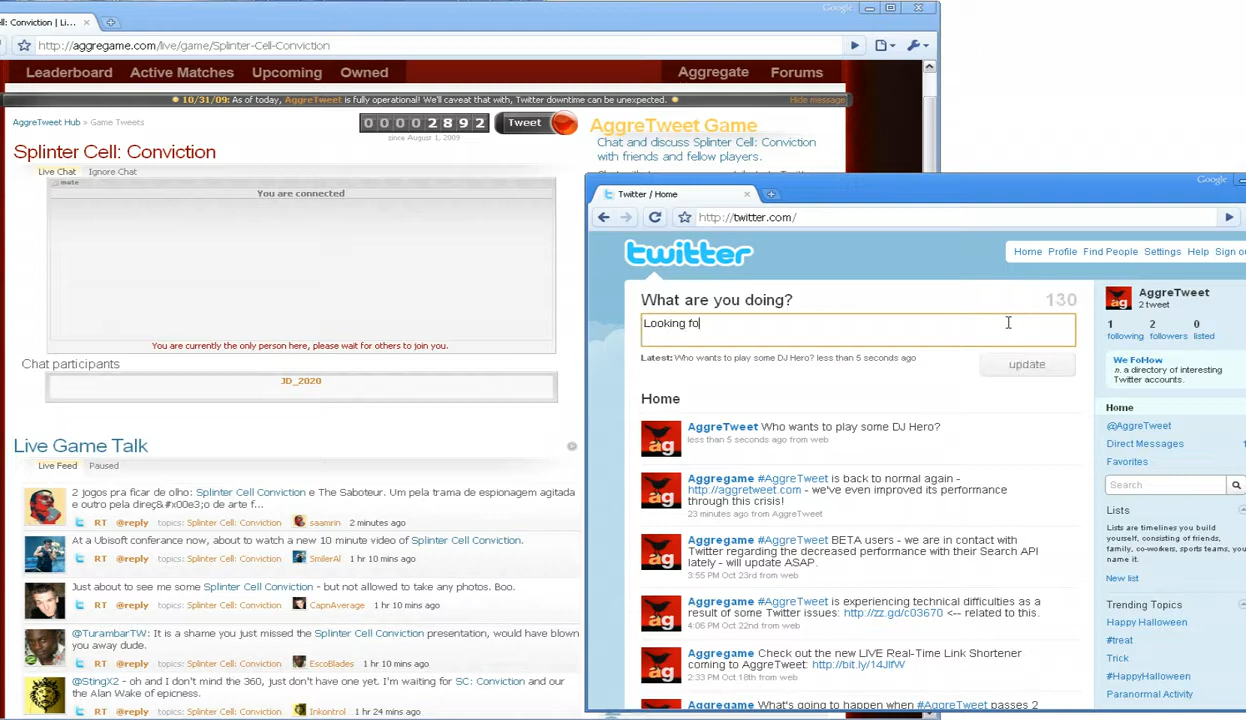 Google
ll: Conviction | Li...
http://aggregame.com/live/game/Splinter-Cell-Conviction
Leaderboard Active Matches Upcoming Owned Aggregate Forums
10/31/09: As of today, AggreTweet is fully operational! We'll caveat that with, Twitter downtime can be unexpected. Hide message
AggreTweet Hub > Game Tweets
0000 2892
since August 1, 2009
Tweet
Splinter Cell: Conviction
Live Chat Ignore Chat
mute
You are connected
You are currently the only person here, please wait for others to join you.
Chat participants
JD_2020
Live Game Talk
Live Feed Paused
2 jogos pra ficar de olho: Splinter Cell Conviction e The Saboteur. Um pela trama de espionagem agitada
e outro pela direç&#x00e3;o de arte f...
RT @reply topics: Splinter Cell: Conviction saamrin 2 minutes ago
At a Ubisoft conferance now, about to watch a new 10 minute video of Splinter Cell Conviction.
RT @reply topics: Splinter Cell: Conviction SmilerAl 1 hr 10 mins ago
Just about to see some Splinter Cell Conviction - but not allowed to take any photos. Boo.
RT @reply topics: Splinter Cell: Conviction CapnAverage 1 hr 10 mins ago
@TurambarTW: It is a shame you just missed the Splinter Cell Conviction presentation, would have blown
you away dude.
RT @reply topics: Splinter Cell: Conviction EscoBlades 1 hr 10 mins ago
@StingX2 - oh and I don't mind the 360, just don't have one yet. I'm waiting for SC: Conviction and our
the Alan Wake of epicness.
RT @reply topics: Splinter Cell: Conviction Inkontrol 1 hr 24 mins ago
AggreTweet Game
Chat and discuss Splinter Cell: Conviction
with friends and fellow players.
Google
Twitter / Home
http://twitter.com/
twitter
Home Profile Find People Settings Help Sign ou
What are you doing? 130
Looking fo
Latest: Who wants to play some DJ Hero? less than 5 seconds ago
update
Home
AggreTweet Who wants to play some DJ Hero?
less than 5 seconds ago from web
ag
Aggregame #AggreTweet is back to normal again -
http://aggretweet.com - we've even improved its performance
through this crisis!
23 minutes ago from AggreTweet
ag
Aggregame #AggreTweet BETA users - we are in contact with
Twitter regarding the decreased performance with their Search API
lately - will update ASAP.
3:55 PM Oct 23rd from web
ag
Aggregame #AggreTweet is experiencing technical difficulties as a
result of some Twitter issues: http://zz.gd/c03670 <-- related to this.
4:06 PM Oct 22nd from web
ag
Aggregame Check out the new LIVE Real-Time Link Shortener
coming to AggreTweet: http://bit.ly/14JIfW
2:33 PM Oct 18th from web
ag
Aggregame What's going to happen when #AggreTweet passes 2
ag
AggreTweet
2 tweet
1 2 0
following followers listed
We Follow
n. a directory of interesting
Twitter accounts.
Home
@AggreTweet
Direct Messages 1
Favorites
Search
Lists
Lists are timelines you build
yourself, consisting of friends,
family, co-workers, sports teams, you
name it.
New list
Trending Topics
Happy Halloween
#treat
Trick
#HappyHalloween
Paranormal Activity